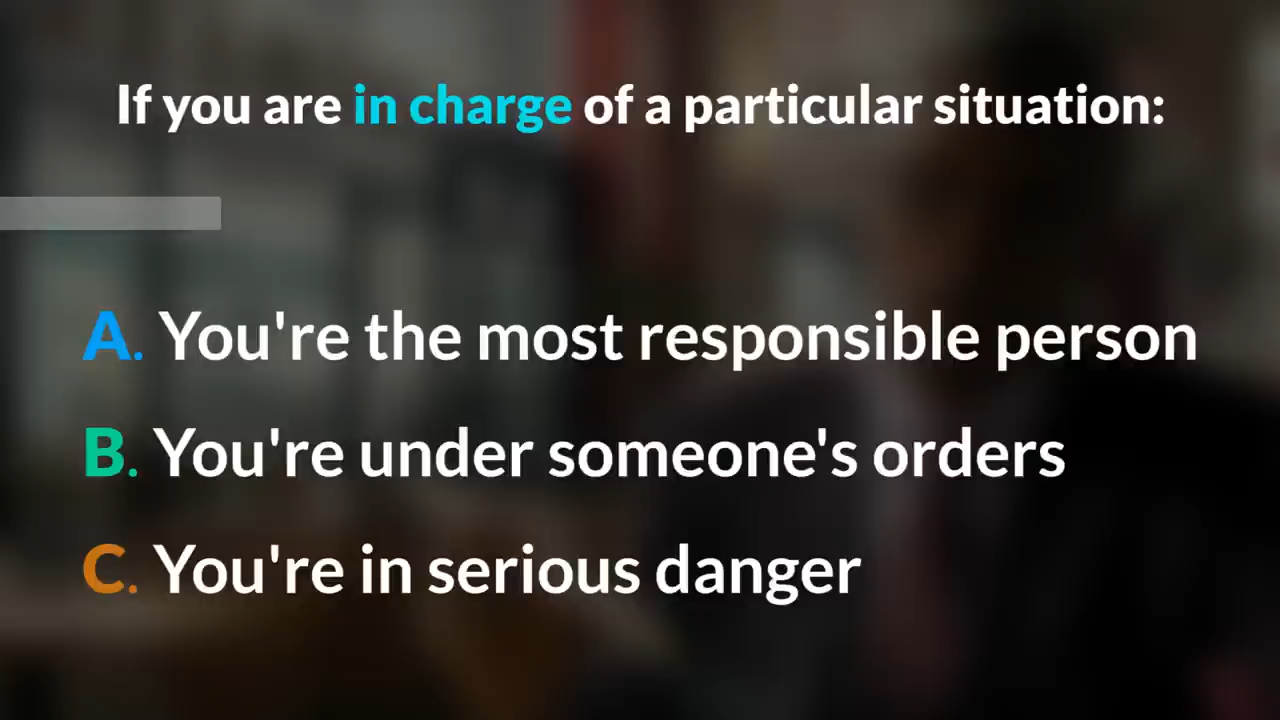 If you are in charge of a particular situation:
A. You're the most responsible person
B. You're under someone's orders
C. You're in serious danger